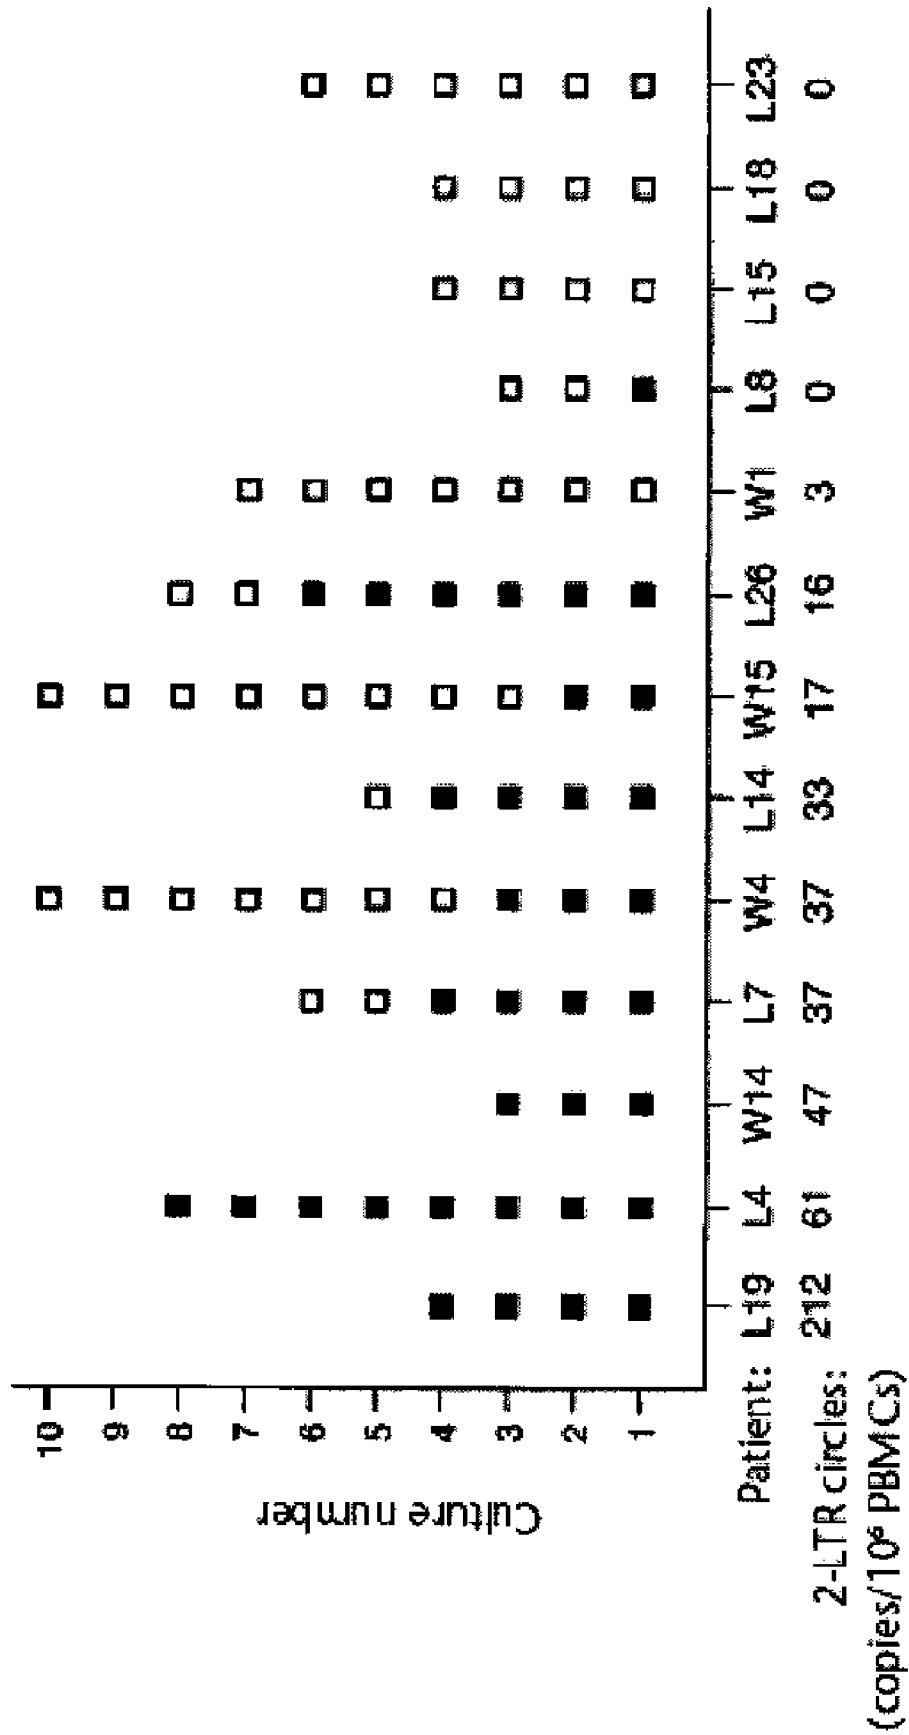 Culture number
10
9
8
7
6
5
4
3
2
1
Patient: L19 L4 W14 L7 W4 L14 W15 L26 W1 L8 L15 L18 L23
2-LTR circles: 212 61 47 37 37 33 17 16 3 0 0 0 0
(copies/10⁶ PBMCs)